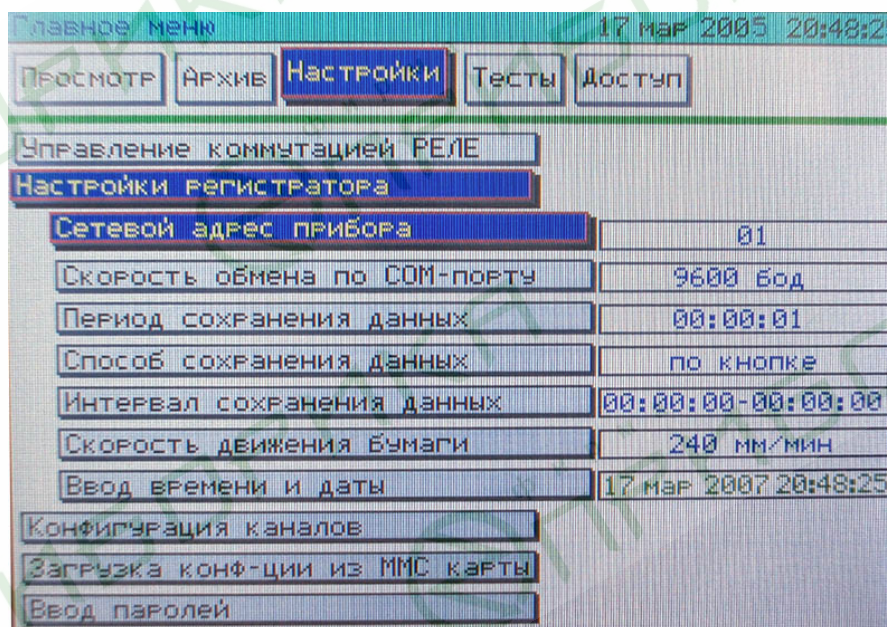 Главное меню 17 мар 2005 20:48:2
Просмотр Архив Настройки Тесты Доступ
Управление коммутацией РЕЛЕ
Настройки регистратора
Сетевой адрес прибора 01
Скорость обмена по COM-порту 9600 бод
Период сохранения данных 00:00:01
Способ сохранения данных по кнопке
Интервал сохранения данных 00:00:00-00:00:00
Скорость движения бумаги 240 мм/мин
Ввод времени и даты 17 мар 2007 20:48:25
Конфигурация каналов
Загрузка конф-ции из ММС карты
Ввод паролей